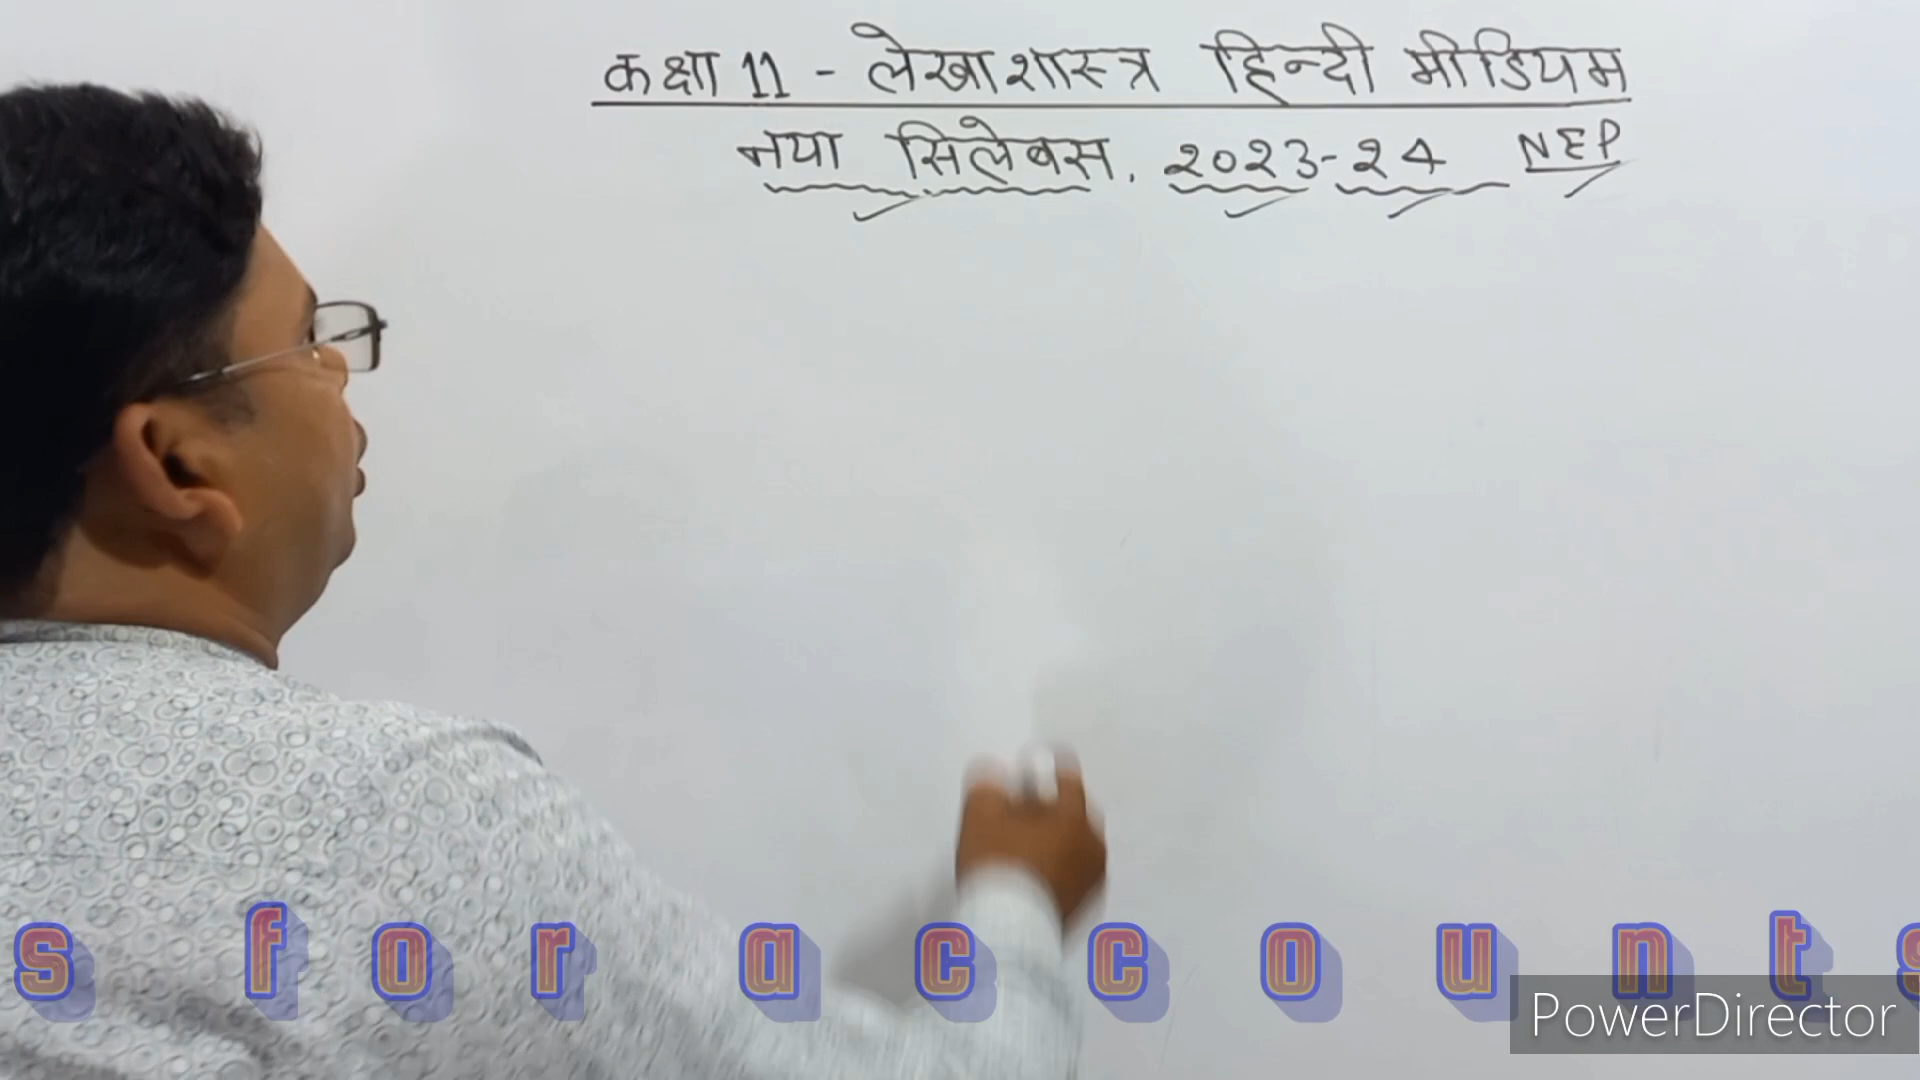 कक्षा 11 - लेखाशास्त्र हिन्दी मीडियम
नया सिलेबस, 2023-24 NEP
s for accounts
PowerDirector